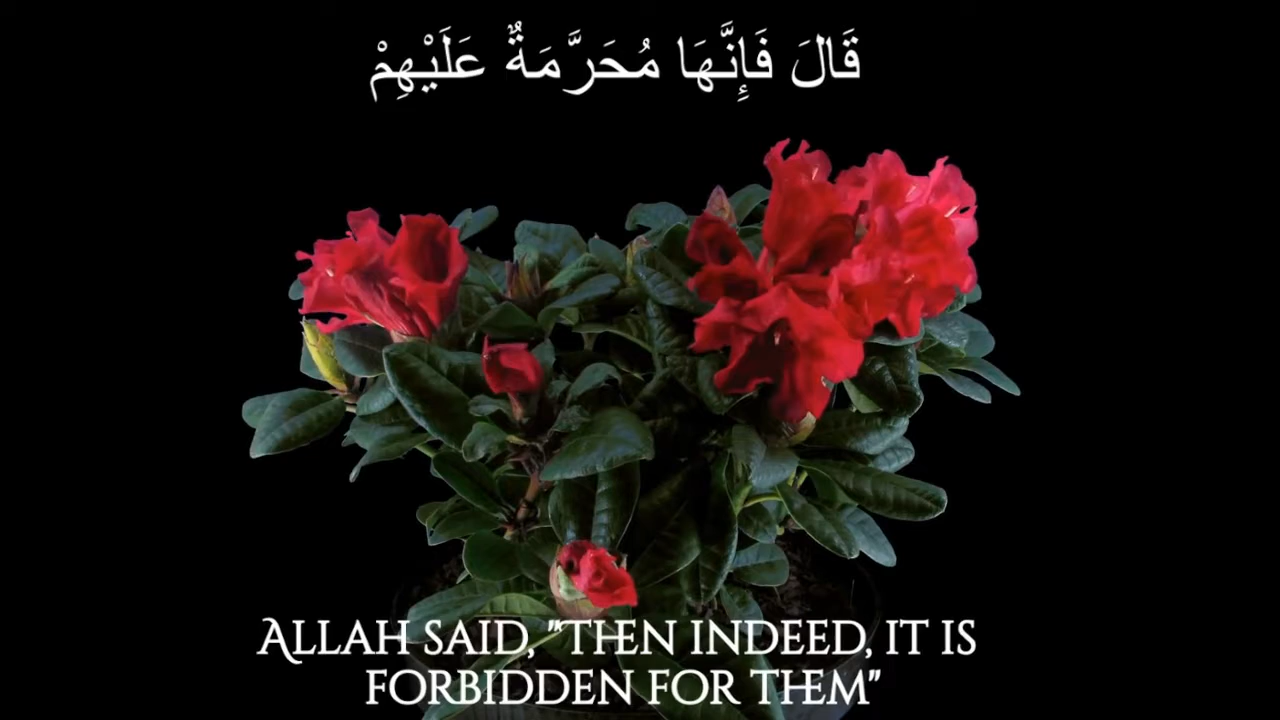 قَالَ فَإِنَّهَا مُحَرَّمَةٌ عَلَيْهِمْ
ALLAH SAID, "THEN INDEED, IT IS
FORBIDDEN FOR THEM"